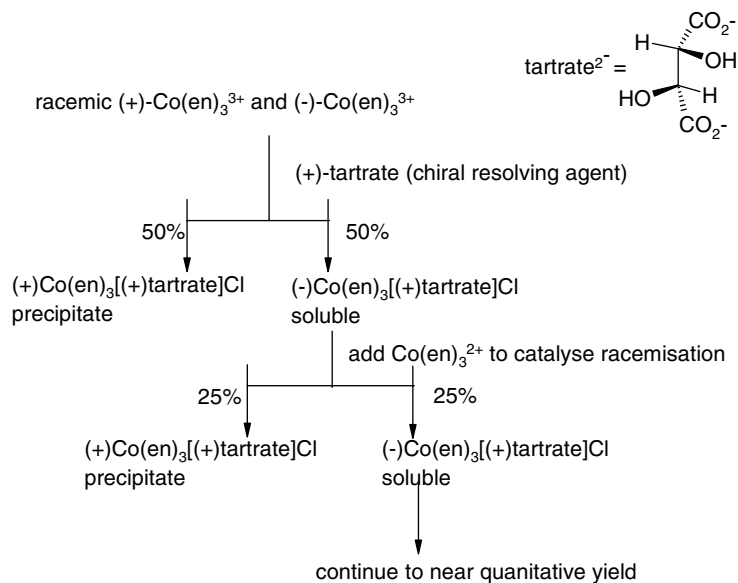 CO₂⁻
H
OH
tartrate²⁻ =
HO
H
CO₂⁻
racemic (+)-Co(en)₃³⁺ and (-)-Co(en)₃³⁺
(+)-tartrate (chiral resolving agent)
50%
50%
(+)Co(en)₃[(+)tartrate]Cl
precipitate
(-)Co(en)₃[(+)tartrate]Cl
soluble
add Co(en)₃²⁺ to catalyse racemisation
25%
25%
(+)Co(en)₃[(+)tartrate]Cl
precipitate
(-)Co(en)₃[(+)tartrate]Cl
soluble
continue to near quanitative yield